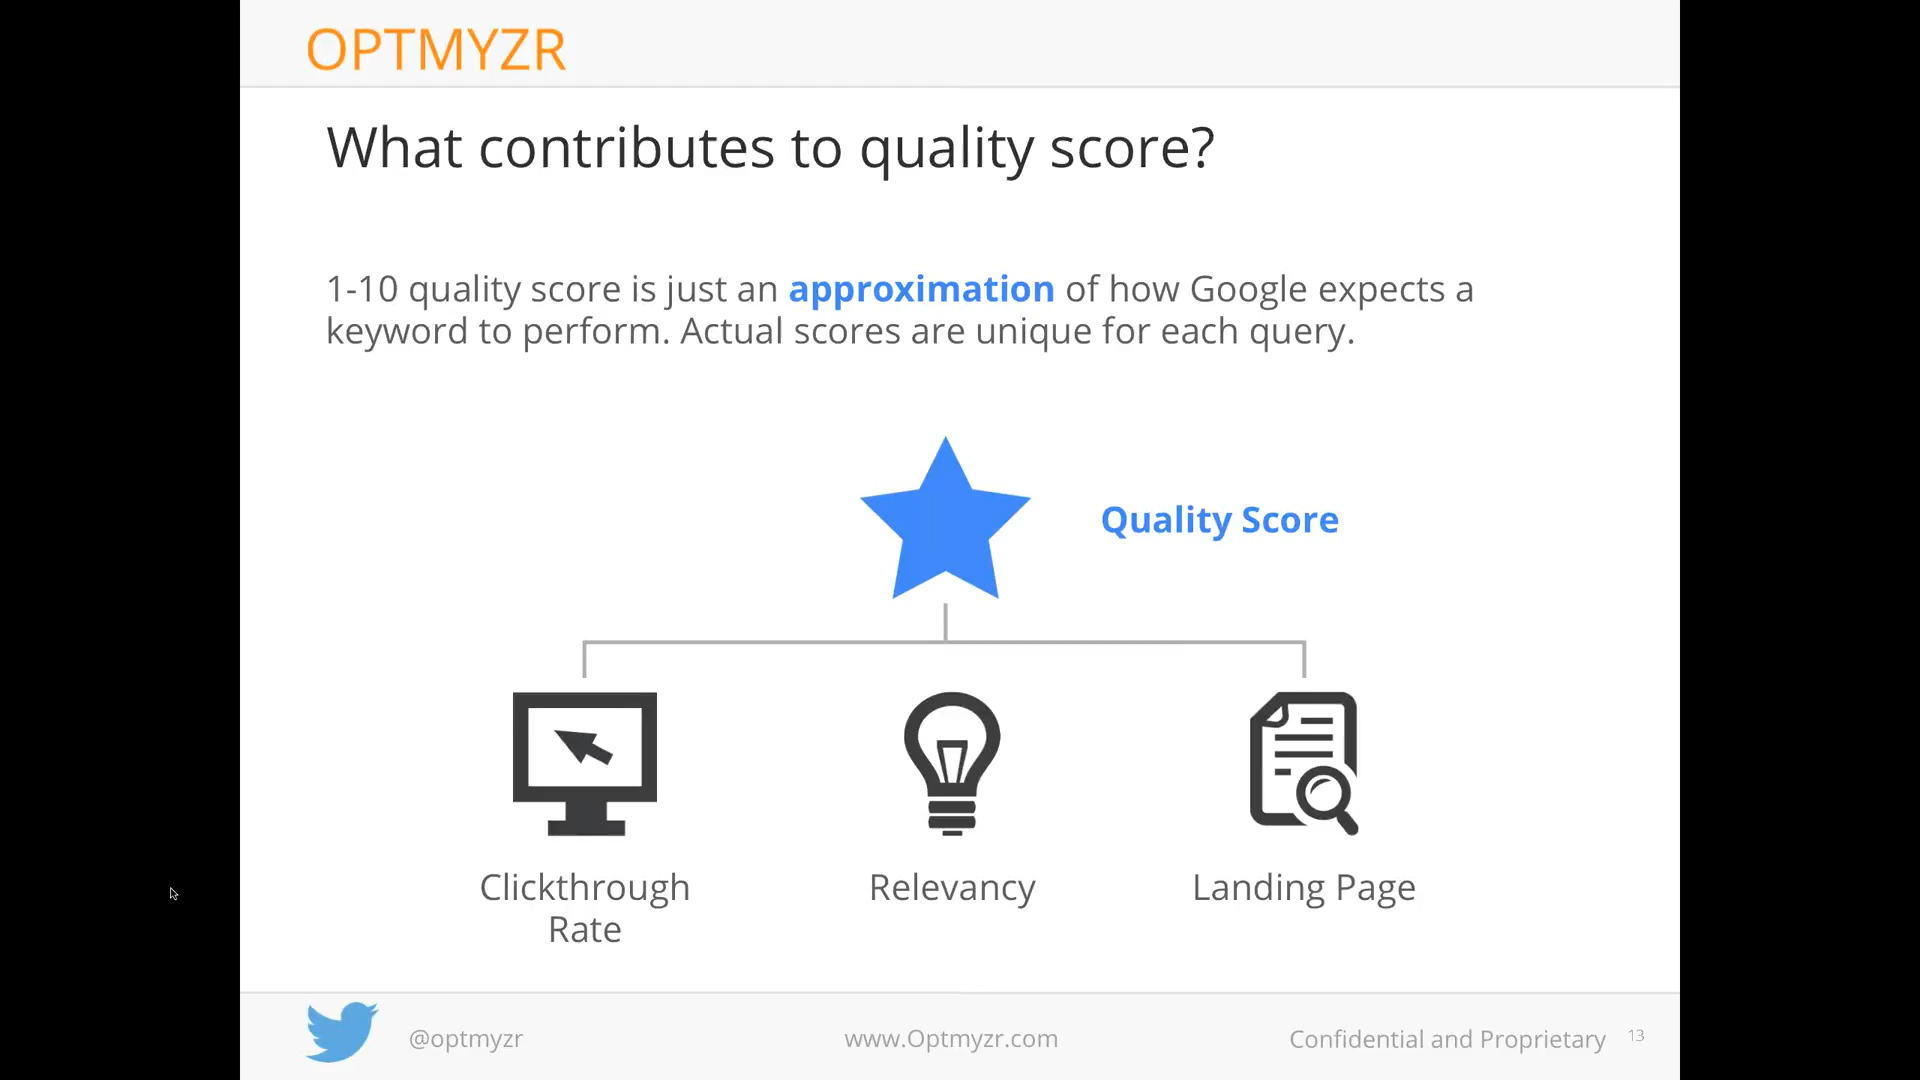 OPTMYZR
What contributes to quality score?
1-10 quality score is just an approximation of how Google expects a
keyword to perform. Actual scores are unique for each query.
Quality Score
Clickthrough
Rate
Relevancy
Landing Page
@optmyzr
www.Optmyzr.com
Confidential and Proprietary
13